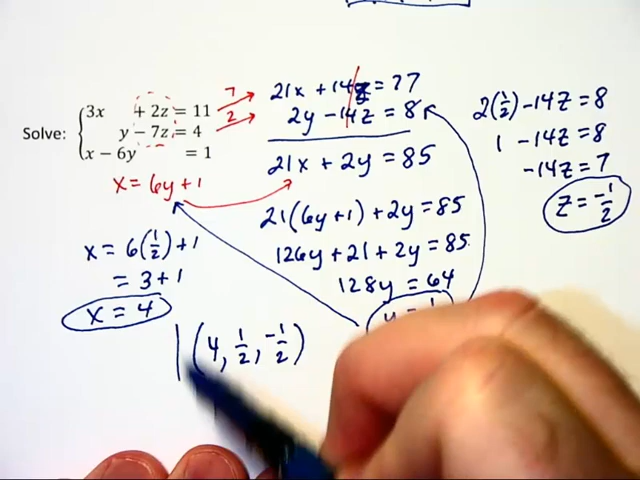 Solve:
3x + 2z = 11
y − 7z = 4
x − 6y = 1
7
2
x = 6y + 1
x = 6(1/2) + 1
= 3 + 1
x = 4
21x + 14z = 77
2y − 14z = 8
21x + 2y = 85
21(6y+1) + 2y = 85
126y + 21 + 2y = 85
128y = 64
y =
2(1/2) − 14z = 8
1 − 14z = 8
−14z = 7
z = −1/2
(4, 1/2, −1/2)